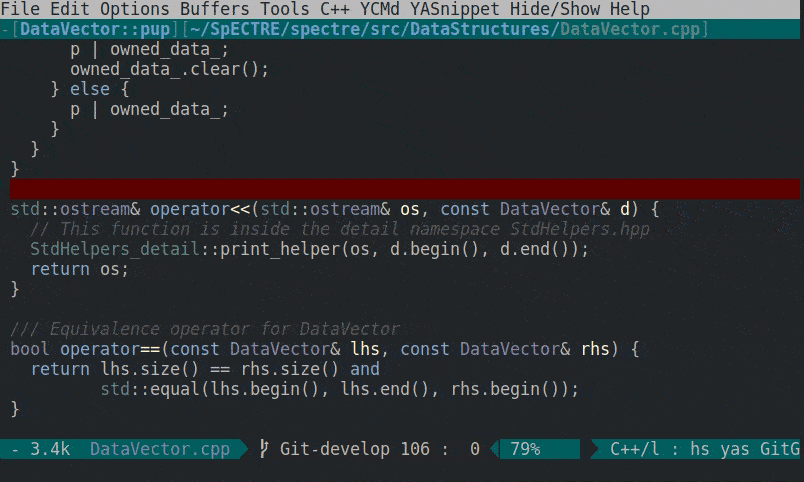 File Edit Options Buffers Tools C++ YCMd YASnippet Hide/Show Help
-[DataVector::pup][~/SpECTRE/spectre/src/DataStructures/DataVector.cpp]
      p | owned_data_;
      owned_data_.clear();
    } else {
      p | owned_data_;
    }
  }
}
std::ostream& operator<<(std::ostream& os, const DataVector& d) {
  // This function is inside the detail namespace StdHelpers.hpp
  StdHelpers_detail::print_helper(os, d.begin(), d.end());
  return os;
}
/// Equivalence operator for DataVector
bool operator==(const DataVector& lhs, const DataVector& rhs) {
  return lhs.size() == rhs.size() and
         std::equal(lhs.begin(), lhs.end(), rhs.begin());
}
- 3.4k DataVector.cpp Git-develop 106 : 0 79% C++/l : hs yas GitG